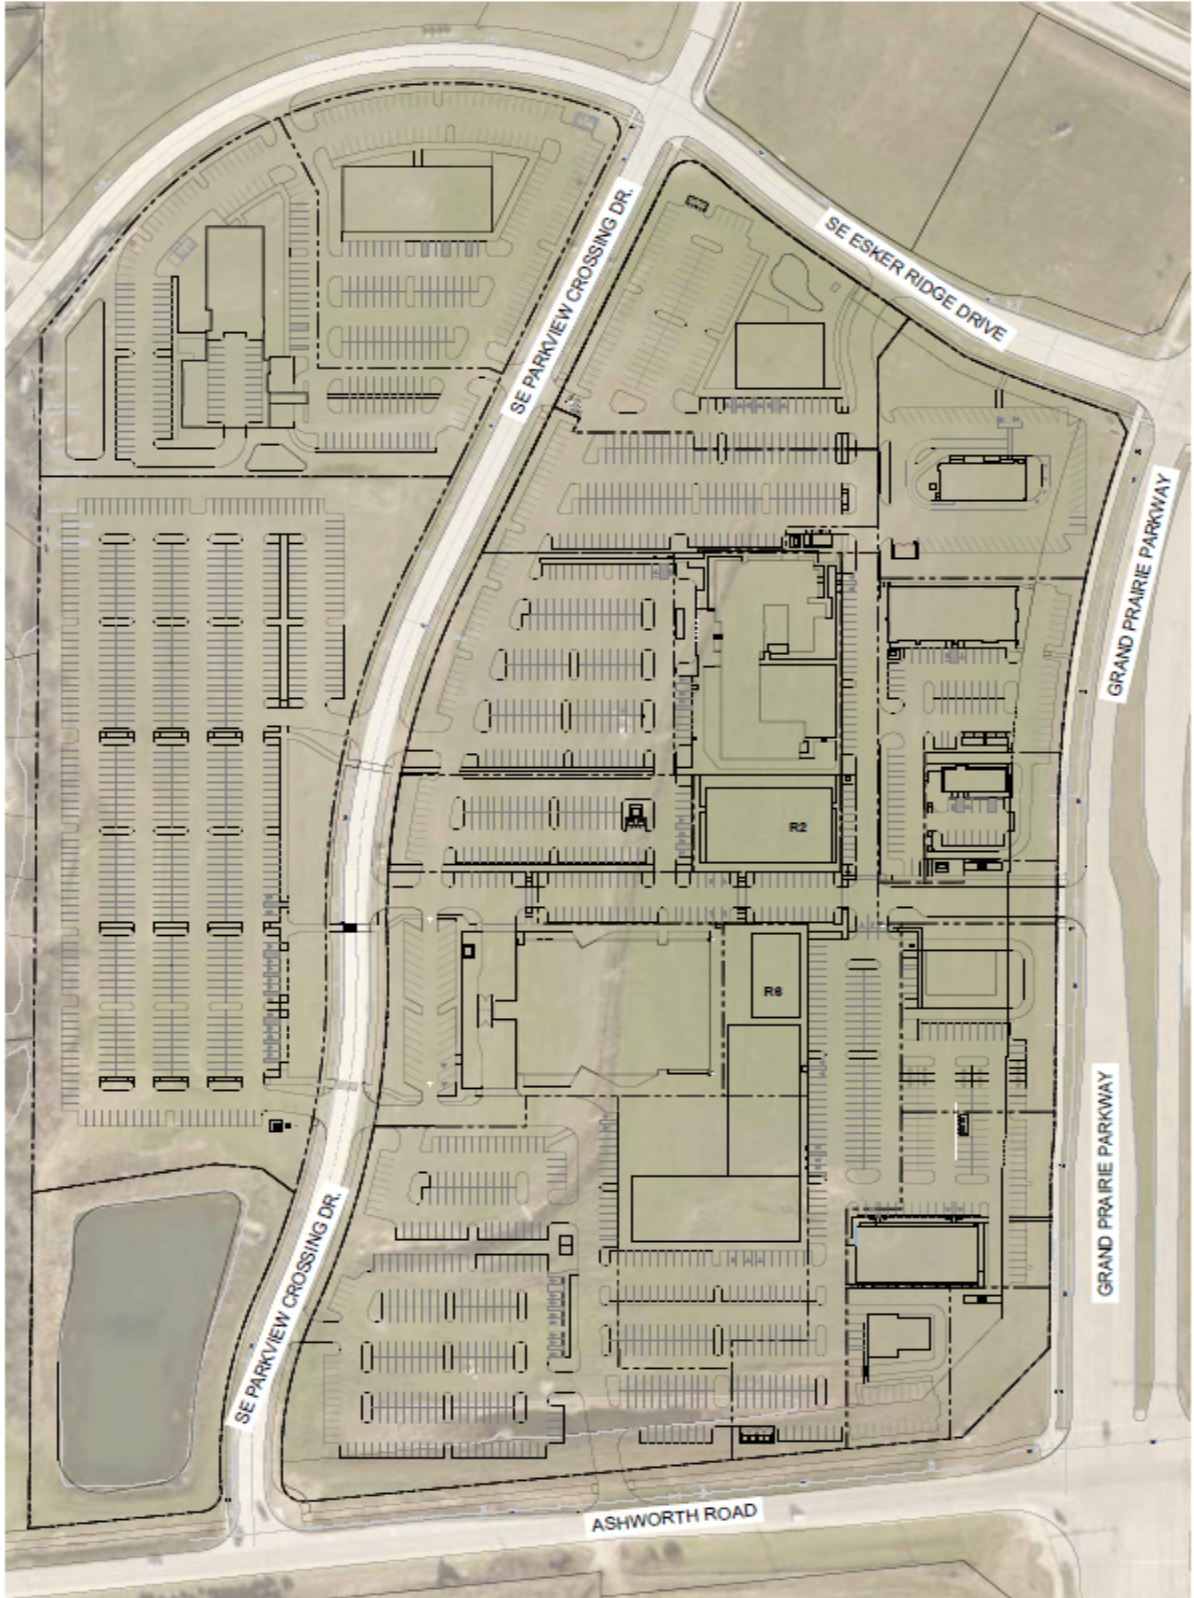 SE PARKVIEW CROSSING DR.
SE ESKER RIDGE DRIVE
GRAND PRAIRIE PARKWAY
R2
R6
GRAND PRAIRIE PARKWAY
SE PARKVIEW CROSSING DR.
ASHWORTH ROAD